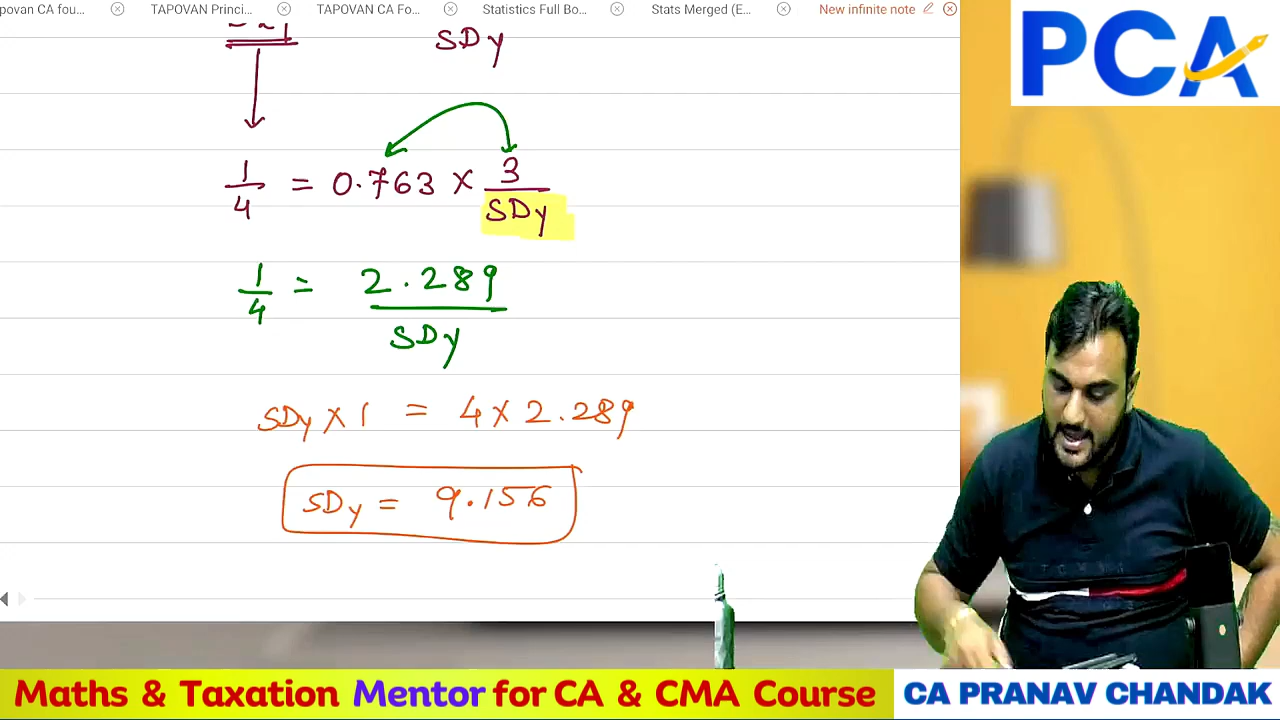 povan CA fou...
TAPOVAN Princi...
TAPOVAN CA Fo...
Statistics Full Bo...
Stats Merged (E...
New infinite note
PCA
SDy
1/4 = 0.763 × 3/SDy
1/4 = 2.289/SDy
SDy × 1 = 4 × 2.289
SDy = 9.156
Maths & Taxation Mentor for CA & CMA Course
CA PRANAV CHANDAK